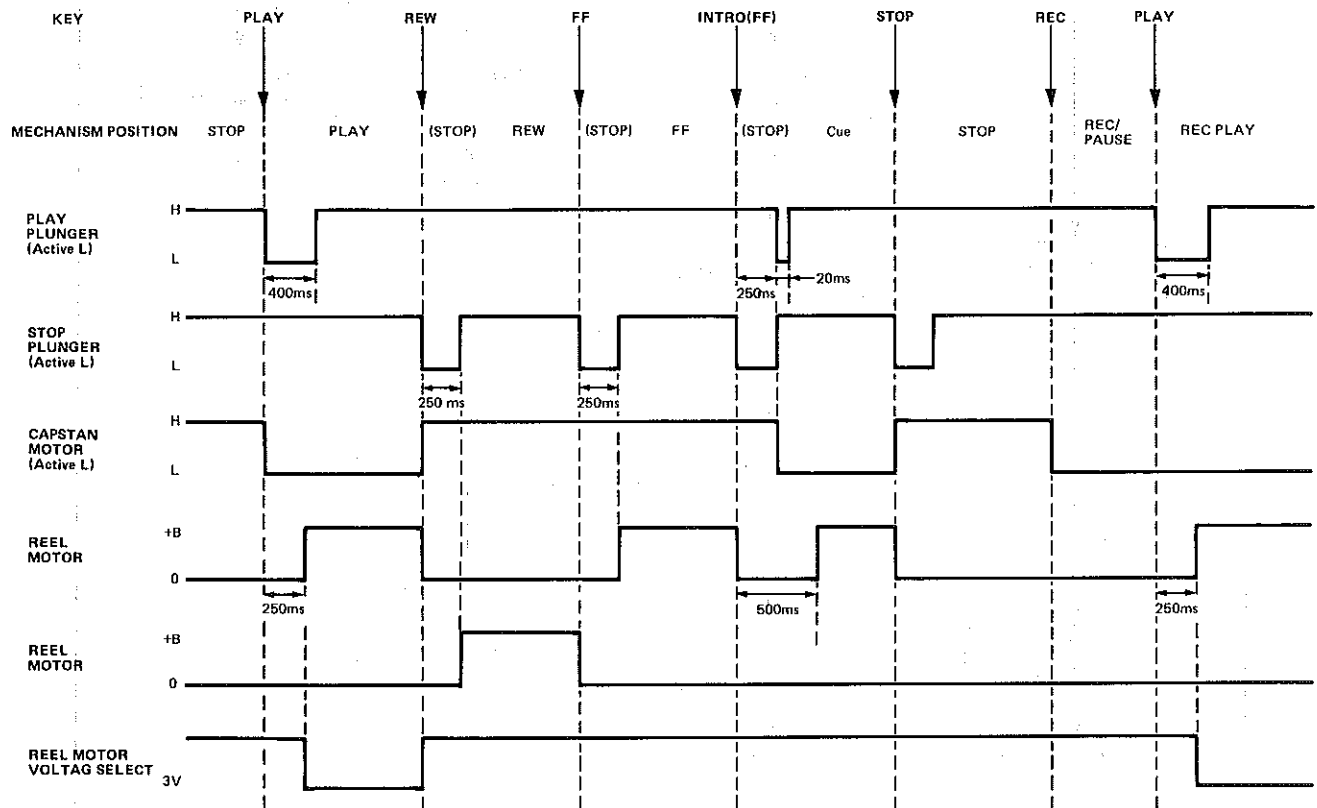 KEY PLAY REW FF INTRO(FF) STOP REC PLAY
MECHANISM POSITION STOP PLAY (STOP) REW (STOP) FF (STOP) Cue STOP REC/ PAUSE REC PLAY
PLAY
PLUNGER
(Active L)
H
L
400ms
250ms
20ms
400ms
STOP
PLUNGER
(Active L)
H
L
250 ms
250ms
CAPSTAN
MOTOR
(Active L)
H
L
REEL
MOTOR
+B
0
250ms
500ms
250ms
REEL
MOTOR
+B
0
REEL MOTOR
VOLTAG SELECT
3V